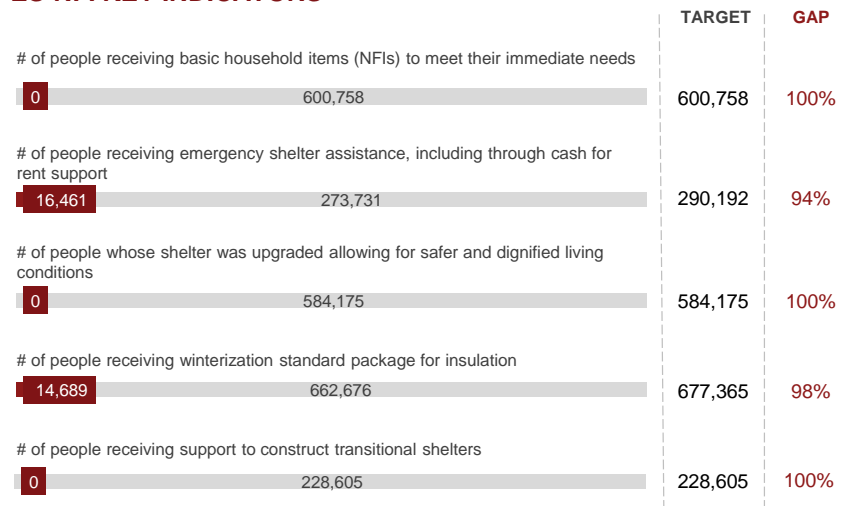 TARGET GAP
# of people receiving basic household items (NFIs) to meet their immediate needs
0 600,758 600,758 100%
# of people receiving emergency shelter assistance, including through cash for
rent support
16,461 273,731 290,192 94%
# of people whose shelter was upgraded allowing for safer and dignified living
conditions
0 584,175 584,175 100%
# of people receiving winterization standard package for insulation
14,689 662,676 677,365 98%
# of people receiving support to construct transitional shelters
0 228,605 228,605 100%